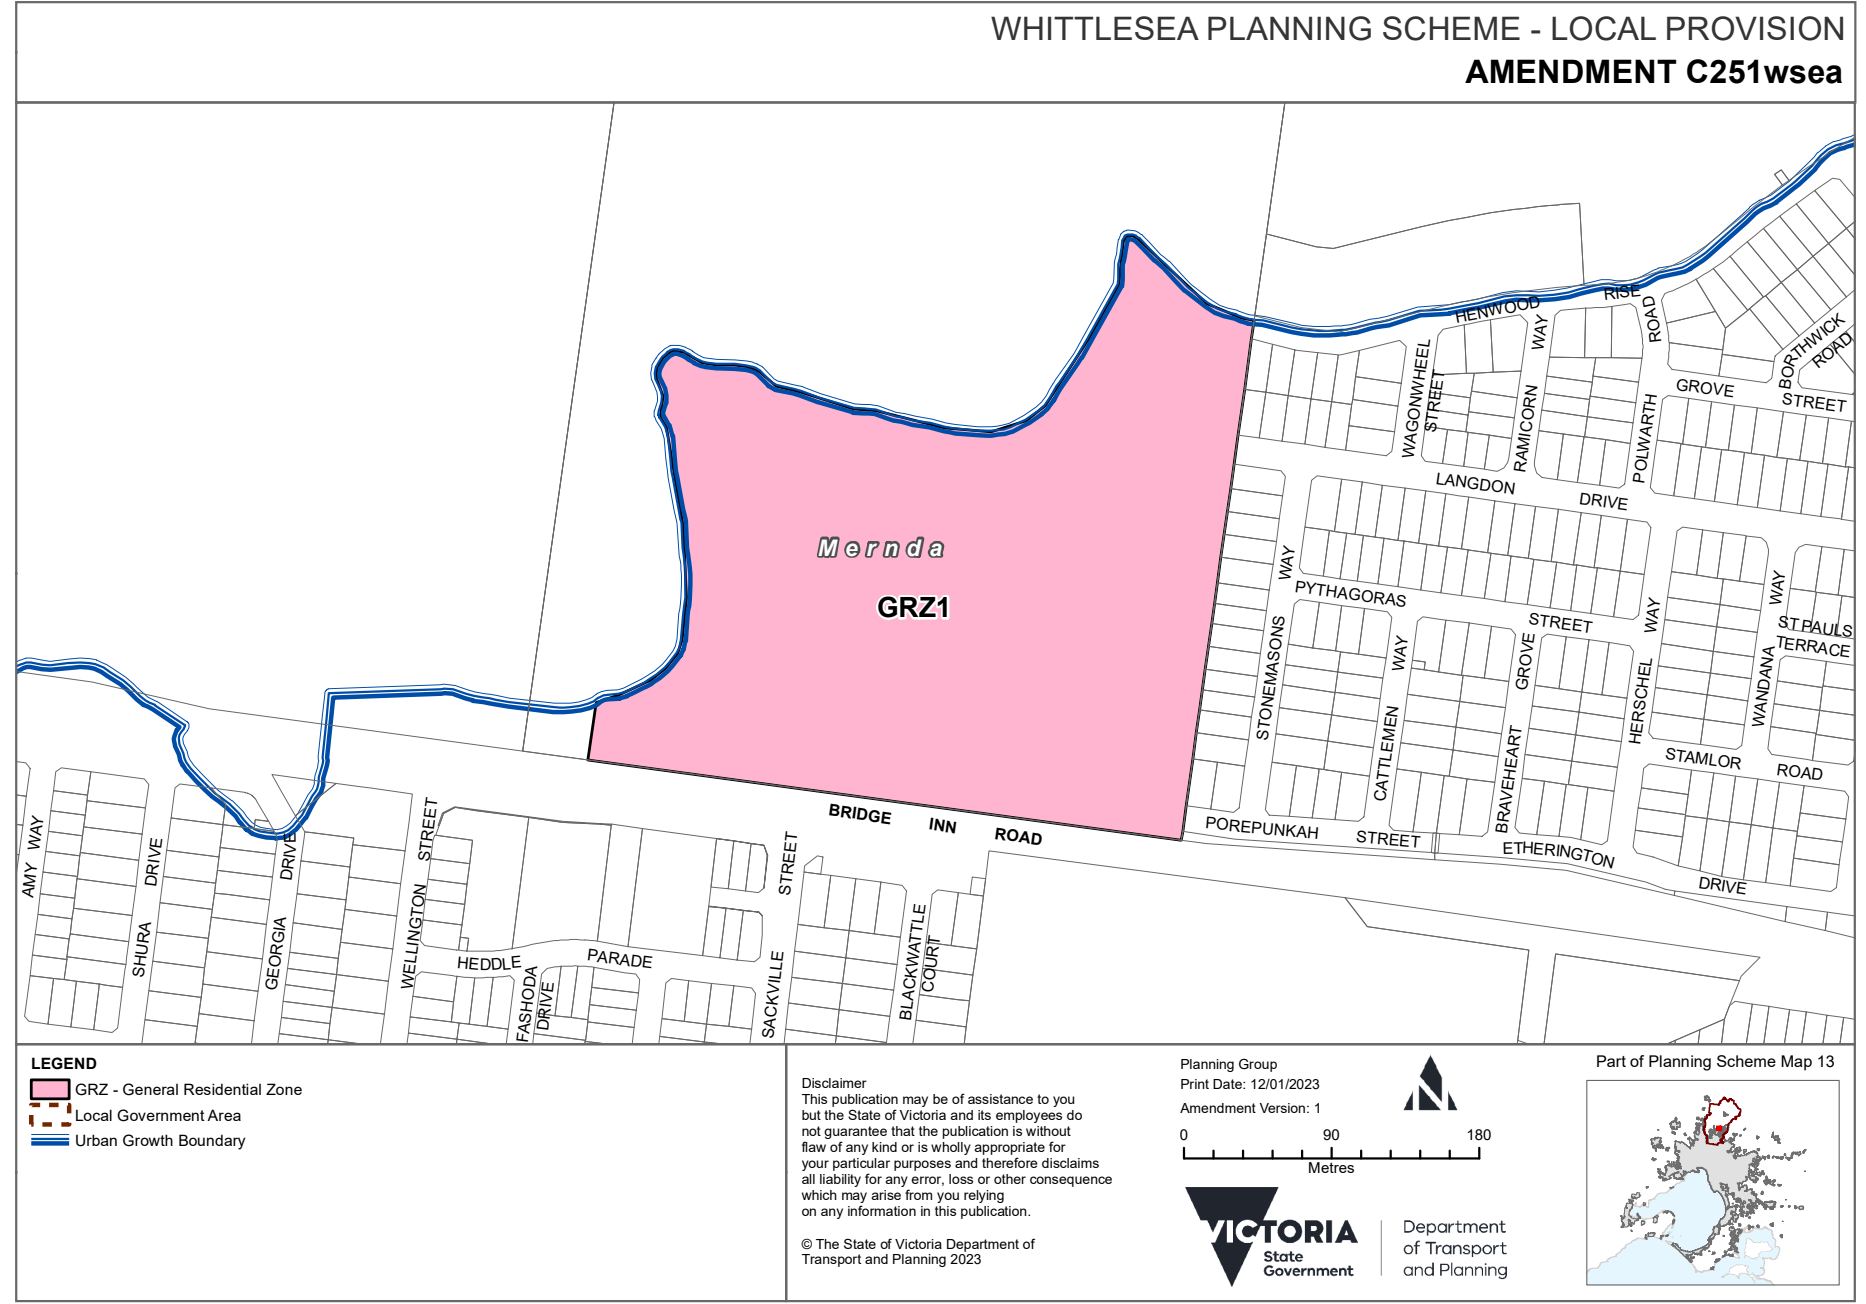 WHITTLESEA PLANNING SCHEME - LOCAL PROVISION
AMENDMENT C251wsea
HENWOOD
RISE
WAGONWHEEL
STREET
RAMICORN
WAY
POLWARTH
ROAD
BORTHWICK
ROAD
GROVE
STREET
LANGDON
DRIVE
Mernda
GRZ1
PYTHAGORAS
STREET
STONEMASONS
WAY
CATTLEMEN
WAY
BRAVEHEART
GROVE
HERSCHEL
WAY
WANDANA
WAY
ST PAULS
TERRACE
STAMLOR
ROAD
BRIDGE
INN
ROAD
POREPUNKAH
STREET
ETHERINGTON
DRIVE
AMY
WAY
SHURA
DRIVE
GEORGIA
DRIVE
WELLINGTON
STREET
HEDDLE
PARADE
FASHODA
DRIVE
SACKVILLE
STREET
BLACKWATTLE
COURT
LEGEND
GRZ - General Residential Zone
Local Government Area
Urban Growth Boundary
Disclaimer
This publication may be of assistance to you
but the State of Victoria and its employees do
not guarantee that the publication is without
flaw of any kind or is wholly appropriate for
your particular purposes and therefore disclaims
all liability for any error, loss or other consequence
which may arise from you relying
on any information in this publication.
© The State of Victoria Department of
Transport and Planning 2023
Planning Group
Print Date: 12/01/2023
Amendment Version: 1
N
0 90 180
Metres
VICTORIA
State
Government
Department
of Transport
and Planning
Part of Planning Scheme Map 13